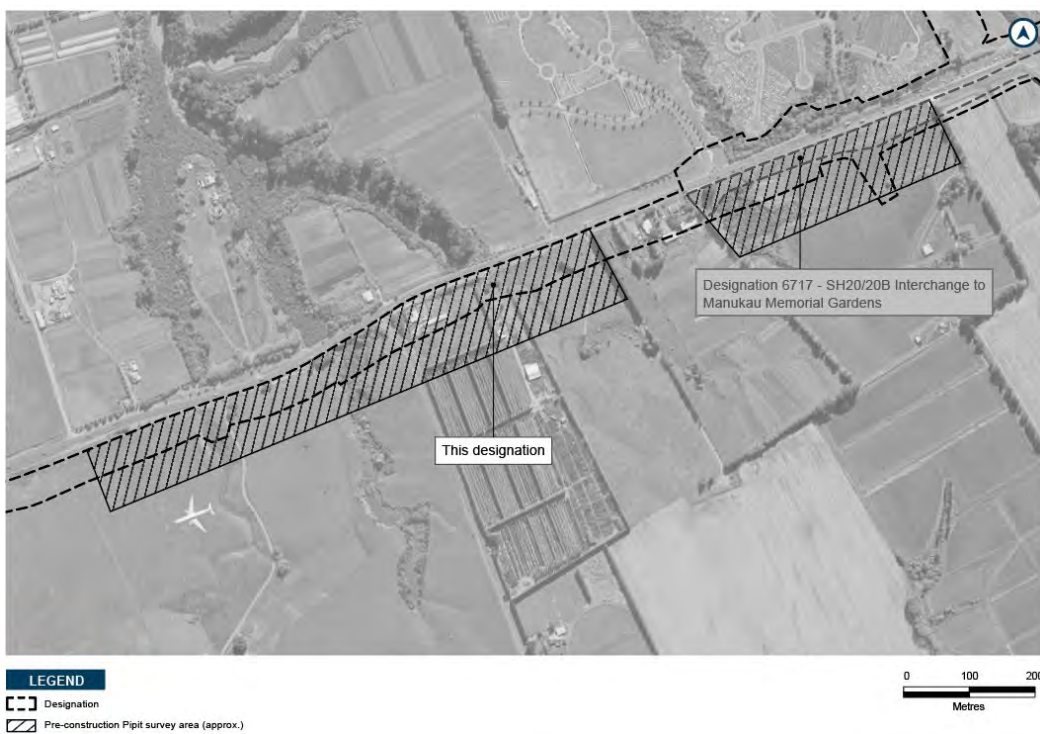 Designation 6717 - SH20/20B Interchange to
Manukau Memorial Gardens
This designation
LEGEND
Designation
Pre-construction Pipit survey area (approx.)
0 100 200
Metres